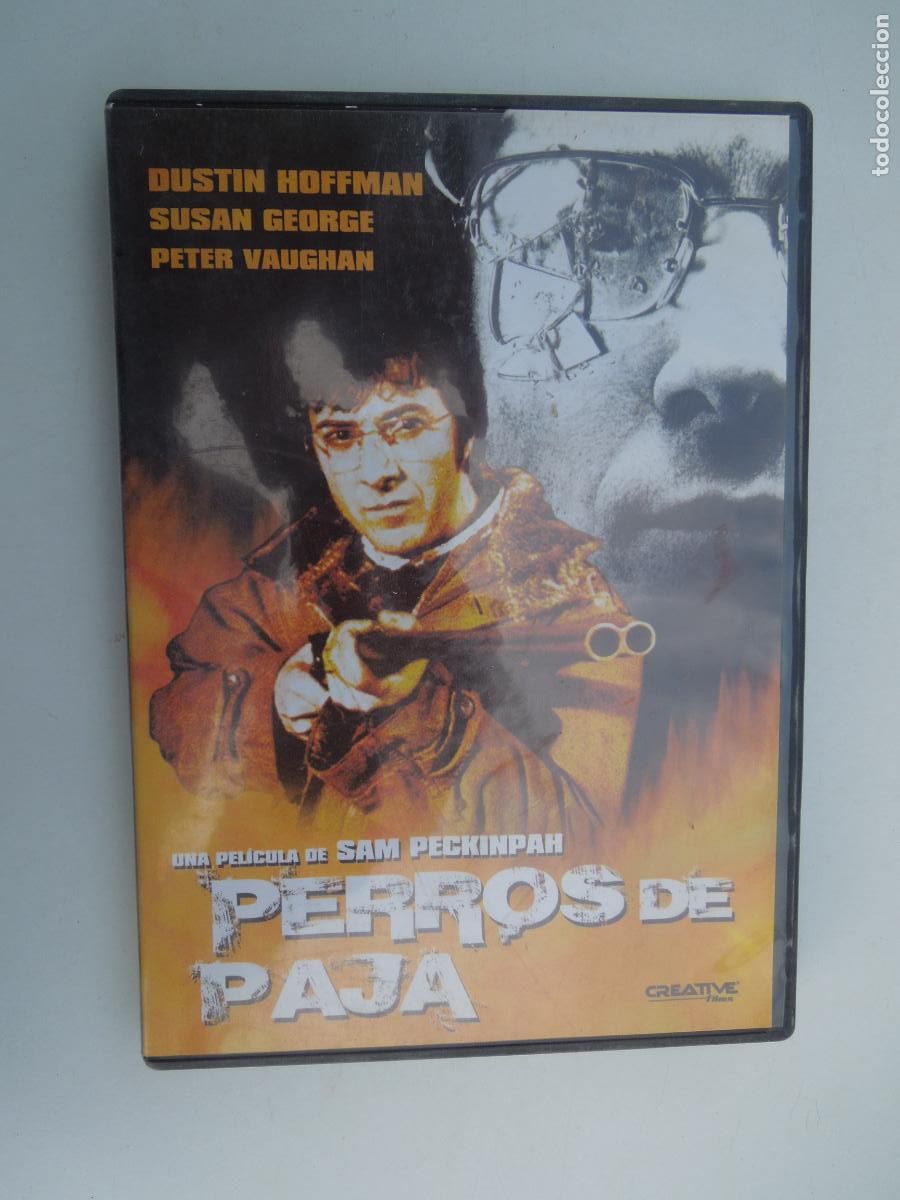 DUSTIN HOFFMAN
SUSAN GEORGE
PETER VAUGHAN
UNA PELÍCULA DE SAM PECKINPAH
PERROS DE
PAJA
CREATIVE®
Films
todocoleccion